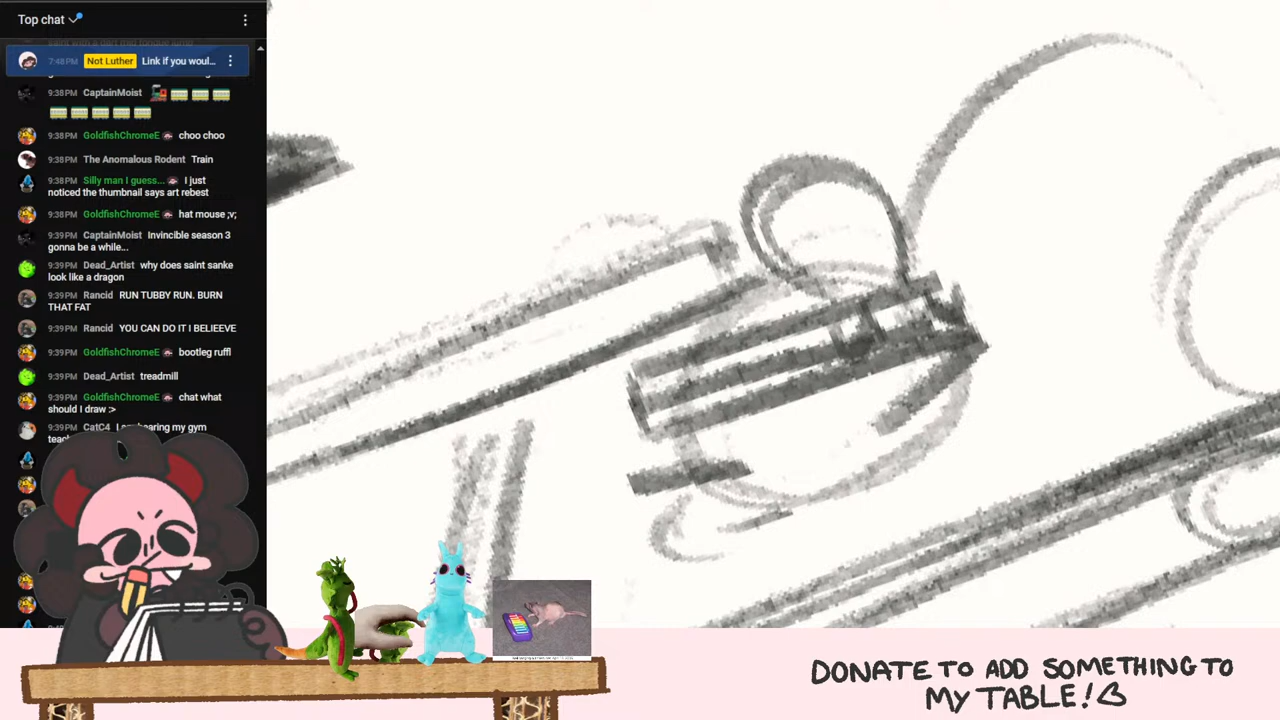 Top chat
7:48PM Not Luther Link if you woul...
9:38PM CaptainMoist
9:38PM GoldfishChromeE choo choo
9:38PM The Anomalous Rodent Train
9:38PM Silly man I guess... I just
noticed the thumbnail says art rebest
9:38PM GoldfishChromeE hat mouse ;v;
9:39PM CaptainMoist Invincible season 3
gonna be a while...
9:39PM Dead_Artist why does saint sanke
look like a dragon
9:39PM Rancid RUN TUBBY RUN. BURN
THAT FAT
9:39PM Rancid YOU CAN DO IT I BELIEEVE
9:39PM GoldfishChromeE bootleg ruffl
9:39PM Dead_Artist treadmill
9:39PM GoldfishChromeE chat what
should I draw :>
9:39PM CatC4 my gym
DONATE TO ADD SOMETHING TO
MY TABLE!